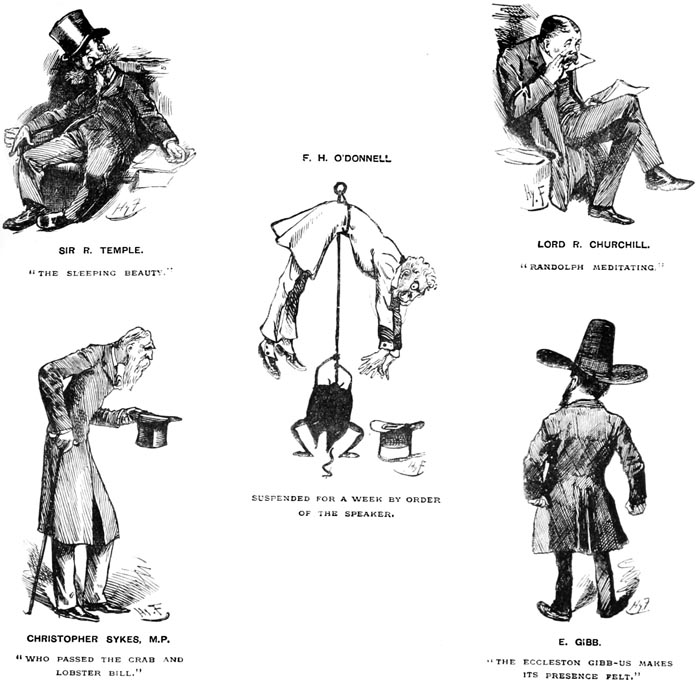 SIR R. TEMPLE.
"THE SLEEPING BEAUTY."
F. H. O'DONNELL
SUSPENDED FOR A WEEK BY ORDER
OF THE SPEAKER.
LORD R. CHURCHILL.
"RANDOLPH MEDITATING."
CHRISTOPHER SYKES, M.P.
"WHO PASSED THE CRAB AND
LOBSTER BILL."
E. GIBB.
"THE ECCLESTON GIBB-US MAKES
ITS PRESENCE FELT."